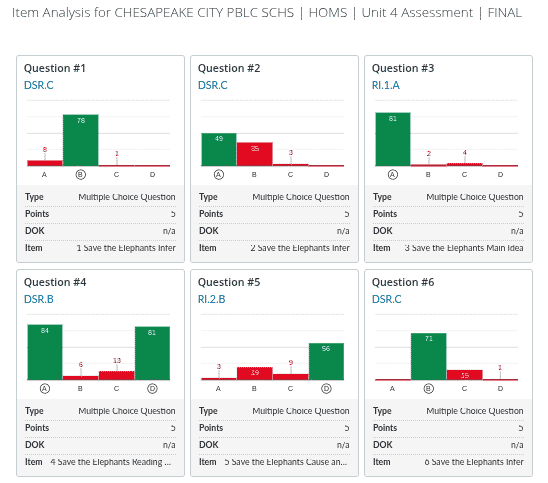 Item Analysis for CHESAPEAKE CITY PBLC SCHS | HOMS | Unit 4 Assessment | FINAL
Question #1
DSR.C
8 78 1
A B C D
Type Multiple Choice Question
Points 5
DOK n/a
Item 1 Save the Elephants Infer
Question #2
DSR.C
49 35 3
A B C D
Type Multiple Choice Question
Points 5
DOK n/a
Item 2 Save the Elephants Infer
Question #3
RI.1.A
81 2 4
A B C D
Type Multiple Choice Question
Points 5
DOK n/a
Item 3 Save the Elephants Main Idea
Question #4
DSR.B
84 6 13 81
A B C D
Type Multiple Choice Question
Points 5
DOK n/a
Item 4 Save the Elephants Reading ...
Question #5
RI.2.B
3 19 9 56
A B C D
Type Multiple Choice Question
Points 5
DOK n/a
Item 5 Save the Elephants Cause an...
Question #6
DSR.C
71 15 1
A B C D
Type Multiple Choice Question
Points 5
DOK n/a
Item 6 Save the Elephants Infer